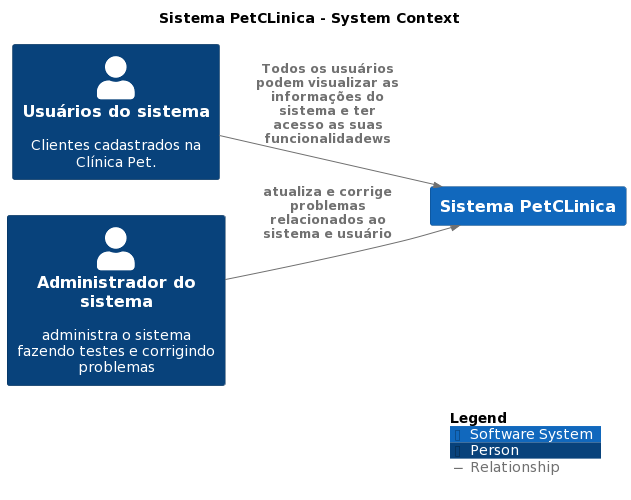 Sistema PetCLinica - System Context
Usuários do sistema
Clientes cadastrados na
Clínica Pet.
Todos os usuários
podem visualizar as
informações do
sistema e ter
acesso as suas
funcionalidadews
atualiza e corrige
problemas
relacionados ao
sistema e usuário
Sistema PetCLinica
Administrador do
sistema
administra o sistema
fazendo testes e corrigindo
problemas
Legend
Software System
Person
Relationship